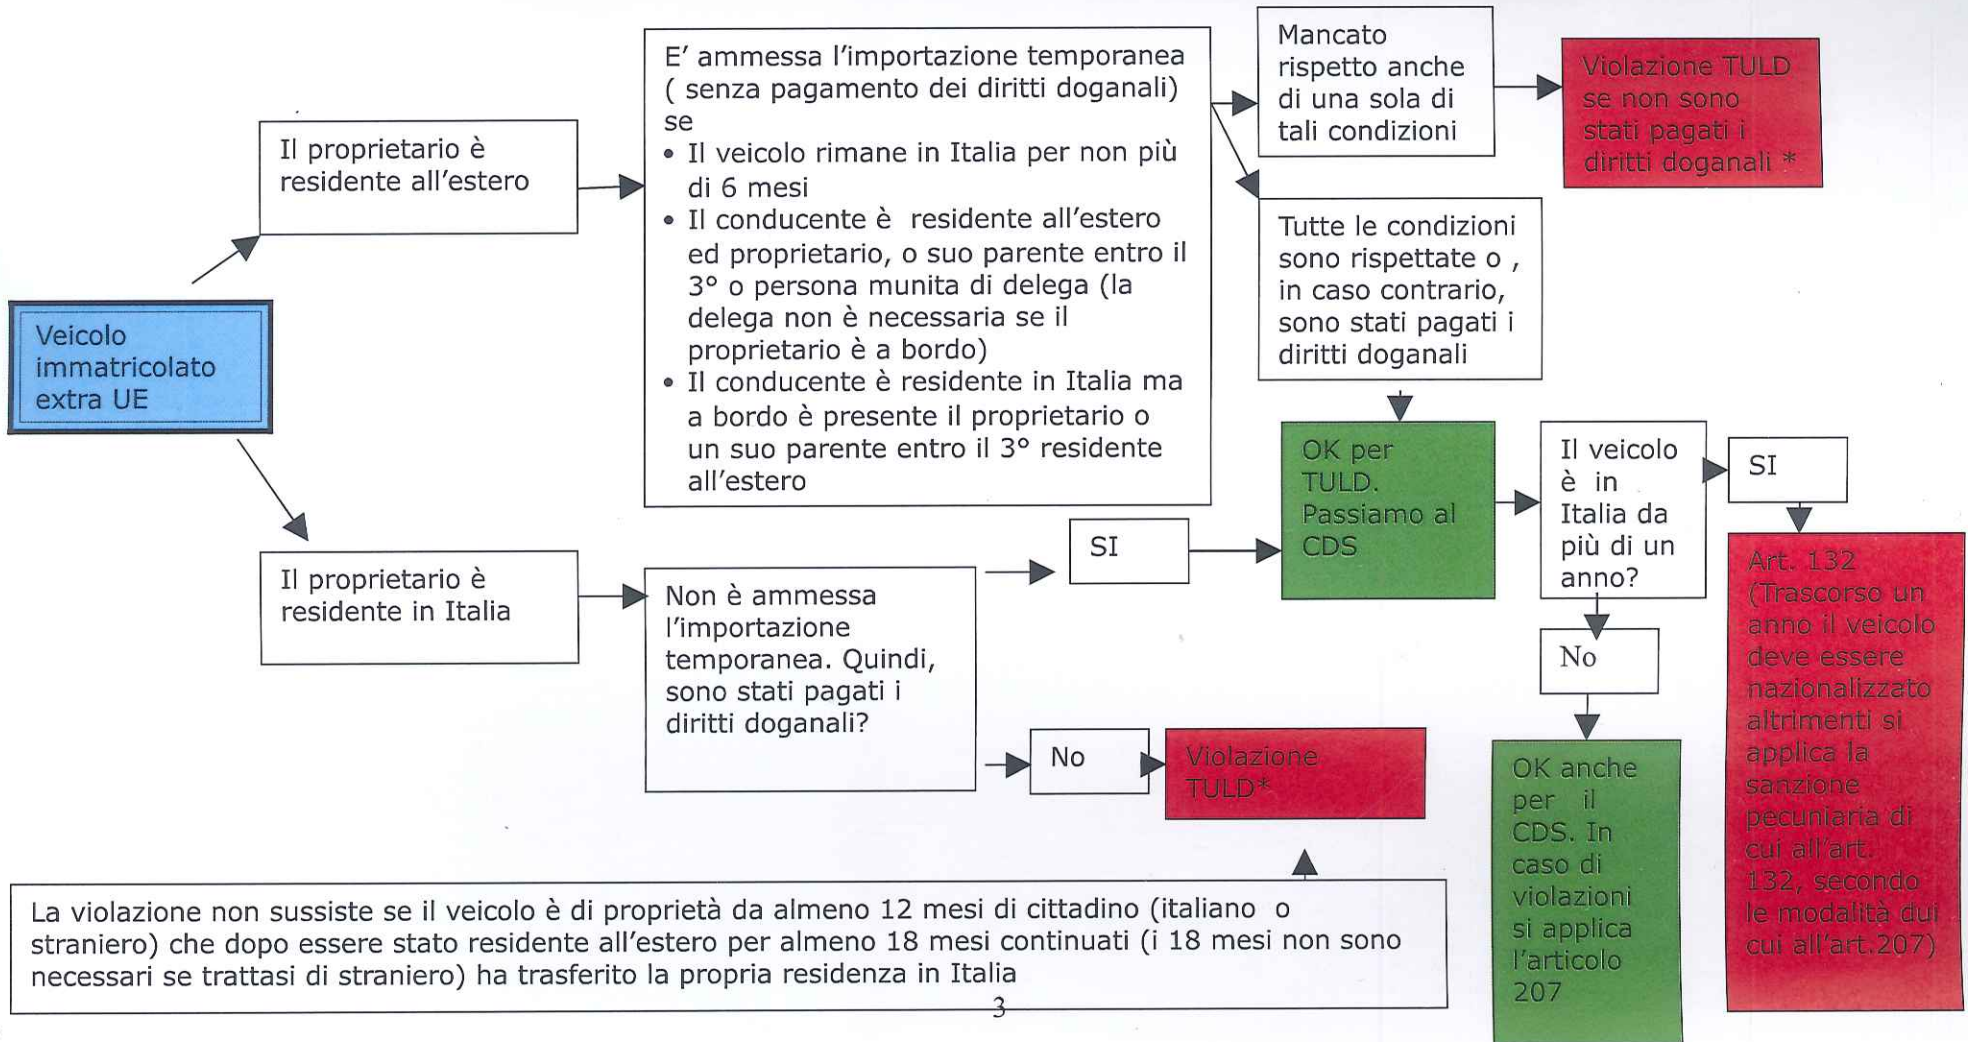 Il proprietario è
residente all'estero
E' ammessa l'importazione temporanea
( senza pagamento dei diritti doganali)
se
• Il veicolo rimane in Italia per non più
di 6 mesi
• Il conducente è residente all'estero
ed proprietario, o suo parente entro il
3° o persona munita di delega (la
delega non è necessaria se il
proprietario è a bordo)
• Il conducente è residente in Italia ma
a bordo è presente il proprietario o
un suo parente entro il 3° residente
all'estero
Mancato
rispetto anche
di una sola di
tali condizioni
Violazione TULD
se non sono
stati pagati i
diritti doganali *
Tutte le condizioni
sono rispettate o ,
in caso contrario,
sono stati pagati i
diritti doganali
Veicolo
immatricolato
extra UE
OK per
TULD.
Passiamo al
CDS
Il veicolo
è in
Italia da
più di un
anno?
SI
Art. 132
(Trascorso un
anno il veicolo
deve essere
nazionalizzato
altrimenti si
applica la
sanzione
pecuniaria di
cui all'art.
132, secondo
le modalità dui
cui all'art.207)
No
OK anche
per il
CDS. In
caso di
violazioni
si applica
l'articolo
207
Il proprietario è
residente in Italia
Non è ammessa
l'importazione
temporanea. Quindi,
sono stati pagati i
diritti doganali?
SI
No
Violazione
TULD*
La violazione non sussiste se il veicolo è di proprietà da almeno 12 mesi di cittadino (italiano o
straniero) che dopo essere stato residente all'estero per almeno 18 mesi continuati (i 18 mesi non sono
necessari se trattasi di straniero) ha trasferito la propria residenza in Italia
3